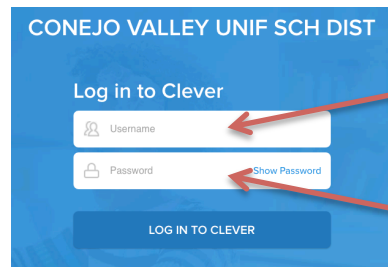 CONEJO VALLEY UNIF SCH DIST
Log in to Clever
Username
Password Show Password
LOG IN TO CLEVER